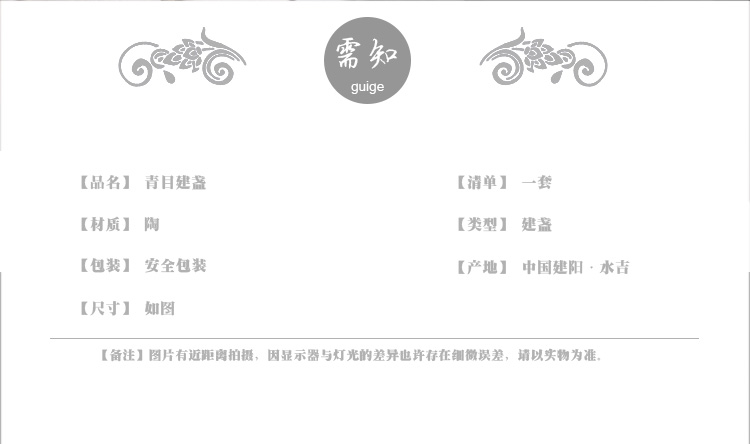 需知
guige
【品名】 青目建盏
【清单】 一套
【材质】 陶
【类型】 建盏
【包装】 安全包装
【产地】 中国建阳·水吉
【尺寸】 如图
【备注】图片有近距离拍摄，因显示器与灯光的差异也许存在细微误差，请以实物为准。